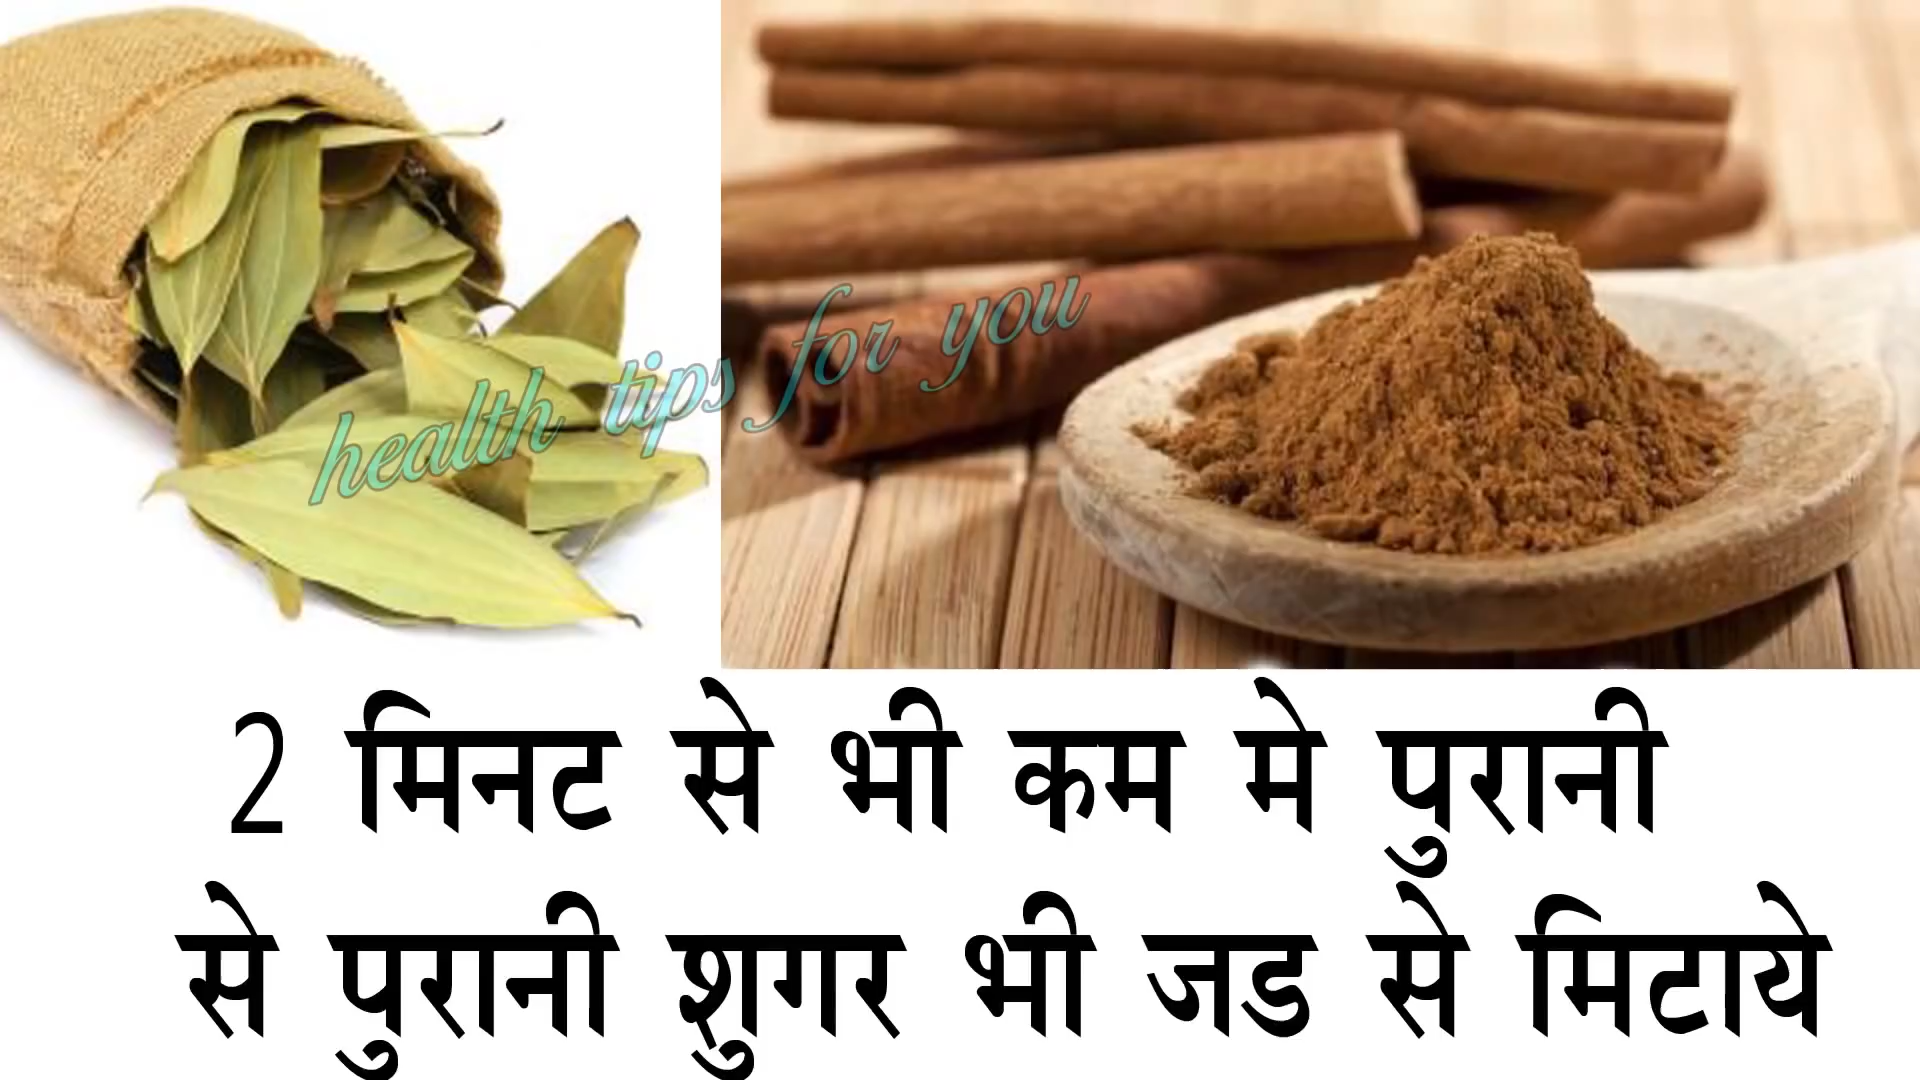 health tips for you
2 मिनट से भी कम मे पुरानी
से पुरानी शुगर भी जड से मिटाये